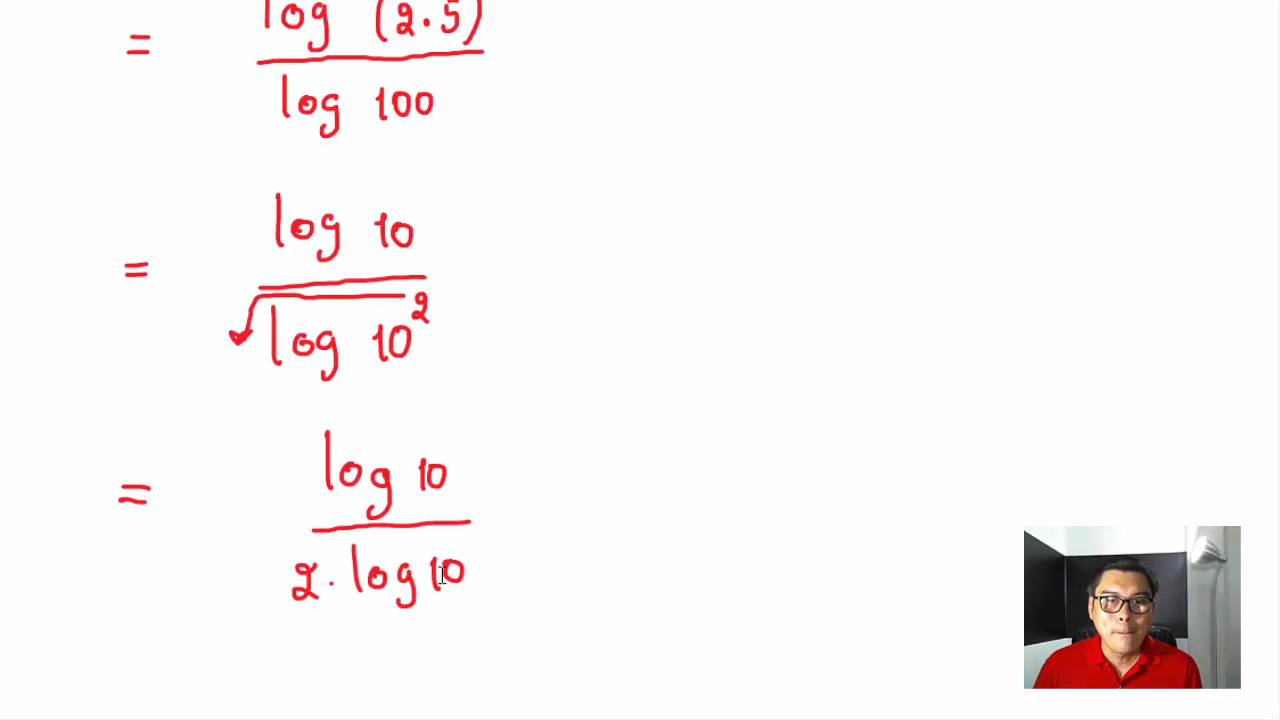 log (2.5)
=
log 100
log 10
=
log 10²
log 10
=
2 . log 10